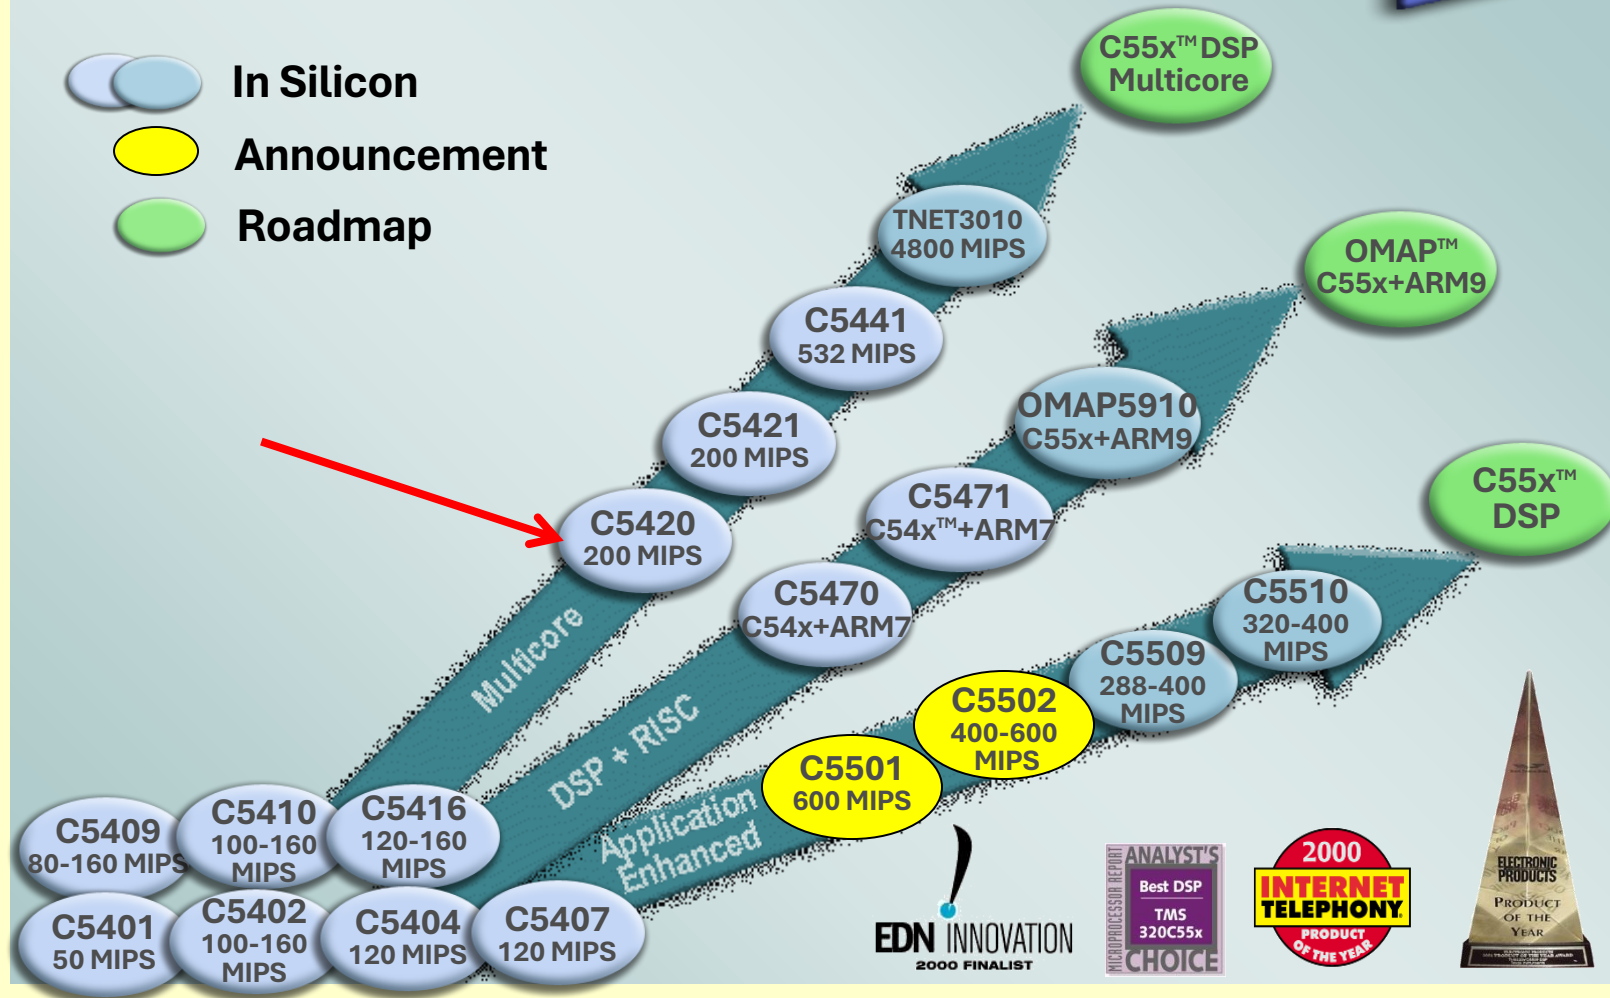 In Silicon
Announcement
Roadmap
C55x™ DSP
Multicore
TNET3010
4800 MIPS
C5441
532 MIPS
C5421
200 MIPS
C5420
200 MIPS
Multicore
OMAP™
C55x+ARM9
OMAP5910
C55x+ARM9
C5471
C54x™+ARM7
C5470
C54x+ARM7
DSP + RISC
C55x™
DSP
C5510
320-400
MIPS
C5509
288-400
MIPS
C5502
400-600
MIPS
C5501
600 MIPS
Application
Enhanced
C5409
80-160 MIPS
C5410
100-160
MIPS
C5416
120-160
MIPS
C5401
50 MIPS
C5402
100-160
MIPS
C5404
120 MIPS
C5407
120 MIPS
EDN INNOVATION
2000 FINALIST
MICROPROCESSOR REPORT
ANALYST'S
Best DSP
TMS
320C55x
CHOICE
2000
INTERNET
TELEPHONY
PRODUCT
OF THE YEAR
ELECTRONIC
PRODUCTS
PRODUCT
OF THE
YEAR